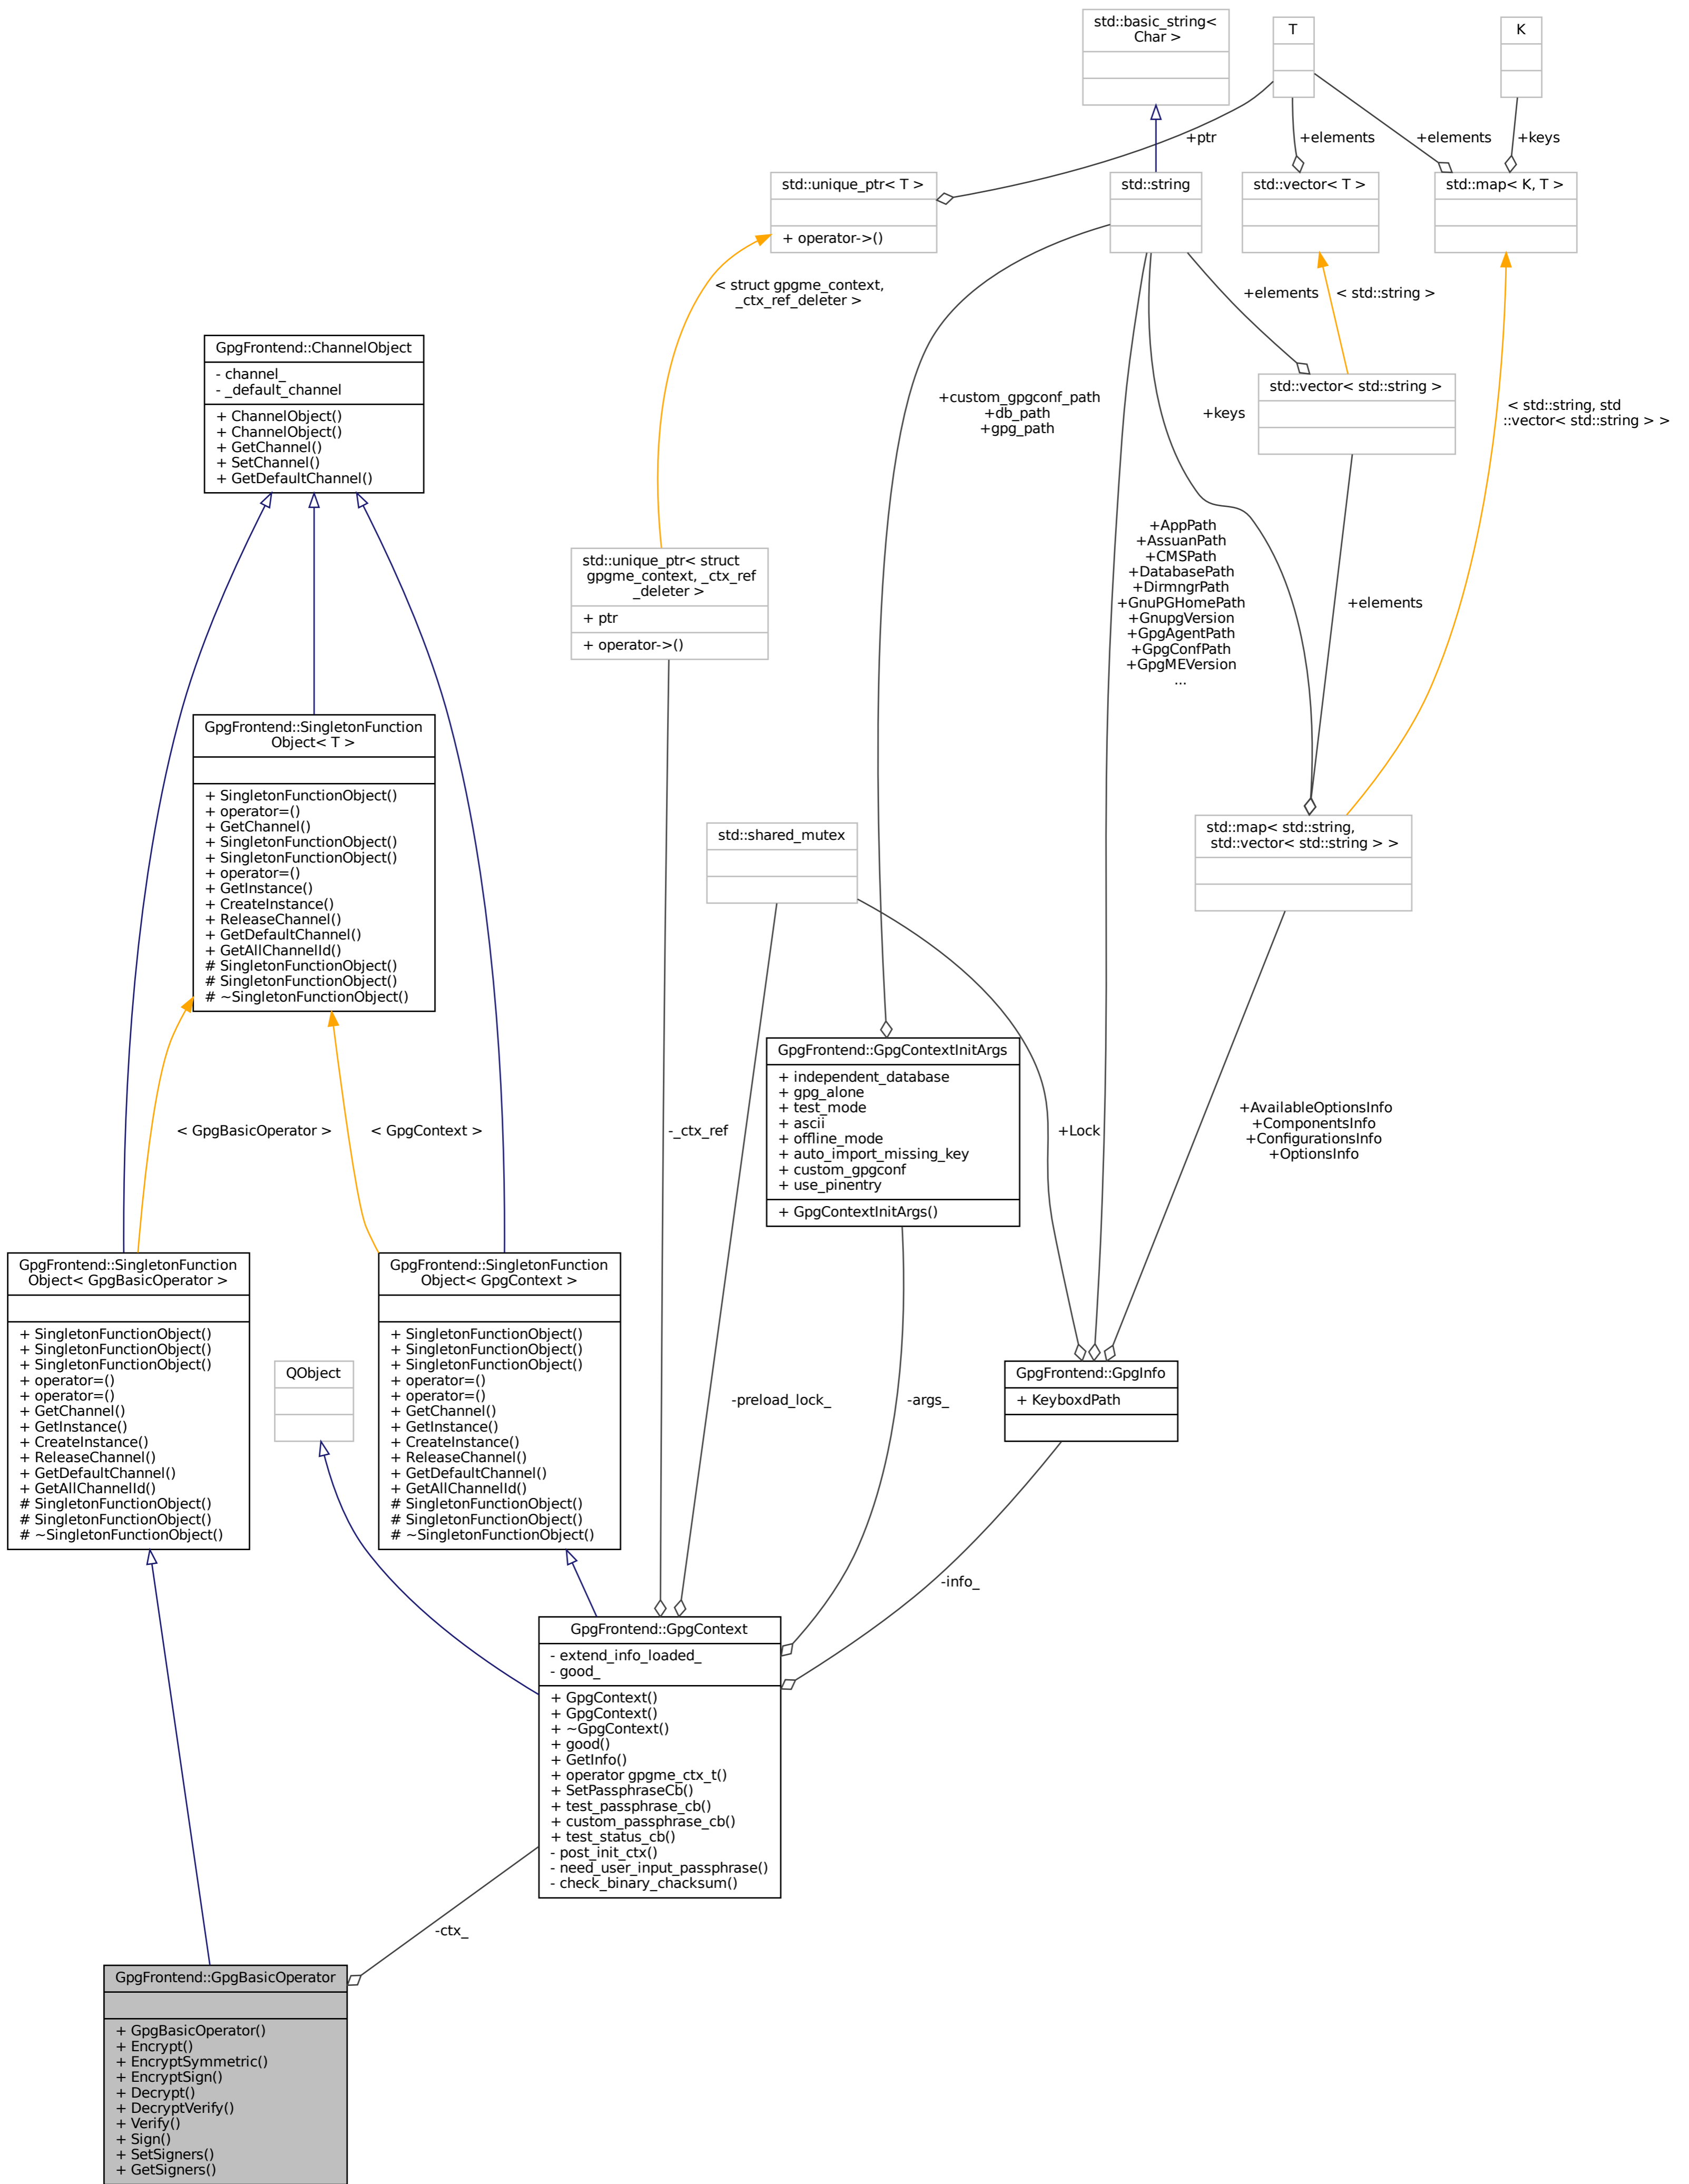 std::basic_string<
Char >
T
K
+ptr
+elements
+elements
+keys
std::unique_ptr< T >
+ operator->()
std::string
std::vector< T >
std::map< K, T >
< struct gpgme_context,
_ctx_ref_deleter >
+elements
< std::string >
GpgFrontend::ChannelObject
- channel_
- _default_channel
+ ChannelObject()
+ ChannelObject()
+ GetChannel()
+ SetChannel()
+ GetDefaultChannel()
+custom_gpgconf_path
+db_path
+gpg_path
+keys
std::vector< std::string >
< std::string, std
::vector< std::string > >
std::unique_ptr< struct
gpgme_context, _ctx_ref
_deleter >
+ ptr
+ operator->()
+AppPath
+AssuanPath
+CMSPath
+DatabasePath
+DirmngrPath
+GnuPGHomePath
+GnupgVersion
+GpgAgentPath
+GpgConfPath
+GpgMEVersion
...
+elements
GpgFrontend::SingletonFunction
Object< T >
+ SingletonFunctionObject()
+ operator=()
+ GetChannel()
+ SingletonFunctionObject()
+ SingletonFunctionObject()
+ operator=()
+ GetInstance()
+ CreateInstance()
+ ReleaseChannel()
+ GetDefaultChannel()
+ GetAllChannelId()
# SingletonFunctionObject()
# SingletonFunctionObject()
# ~SingletonFunctionObject()
std::shared_mutex
std::map< std::string,
std::vector< std::string > >
GpgFrontend::GpgContextInitArgs
+ independent_database
+ gpg_alone
+ test_mode
+ ascii
+ offline_mode
+ auto_import_missing_key
+ custom_gpgconf
+ use_pinentry
+ GpgContextInitArgs()
< GpgBasicOperator >
< GpgContext >
-_ctx_ref
+Lock
+AvailableOptionsInfo
+ComponentsInfo
+ConfigurationsInfo
+OptionsInfo
GpgFrontend::SingletonFunction
Object< GpgBasicOperator >
+ SingletonFunctionObject()
+ SingletonFunctionObject()
+ SingletonFunctionObject()
+ operator=()
+ operator=()
+ GetChannel()
+ GetInstance()
+ CreateInstance()
+ ReleaseChannel()
+ GetDefaultChannel()
+ GetAllChannelId()
# SingletonFunctionObject()
# SingletonFunctionObject()
# ~SingletonFunctionObject()
QObject
GpgFrontend::SingletonFunction
Object< GpgContext >
+ SingletonFunctionObject()
+ SingletonFunctionObject()
+ SingletonFunctionObject()
+ operator=()
+ operator=()
+ GetChannel()
+ GetInstance()
+ CreateInstance()
+ ReleaseChannel()
+ GetDefaultChannel()
+ GetAllChannelId()
# SingletonFunctionObject()
# SingletonFunctionObject()
# ~SingletonFunctionObject()
-preload_lock_
-args_
GpgFrontend::GpgInfo
+ KeyboxdPath
-info_
GpgFrontend::GpgContext
- extend_info_loaded_
- good_
+ GpgContext()
+ GpgContext()
+ ~GpgContext()
+ good()
+ GetInfo()
+ operator gpgme_ctx_t()
+ SetPassphraseCb()
+ test_passphrase_cb()
+ custom_passphrase_cb()
+ test_status_cb()
- post_init_ctx()
- need_user_input_passphrase()
- check_binary_chacksum()
-ctx_
GpgFrontend::GpgBasicOperator
+ GpgBasicOperator()
+ Encrypt()
+ EncryptSymmetric()
+ EncryptSign()
+ Decrypt()
+ DecryptVerify()
+ Verify()
+ Sign()
+ SetSigners()
+ GetSigners()